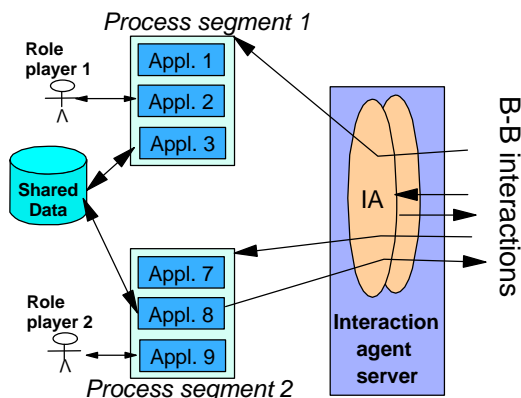 Process segment 1
Role
player 1
Appl. 1
Appl. 2
Appl. 3
Shared
Data
IA
B-B interactions
Appl. 7
Appl. 8
Appl. 9
Role
player 2
Process segment 2
Interaction
agent
server